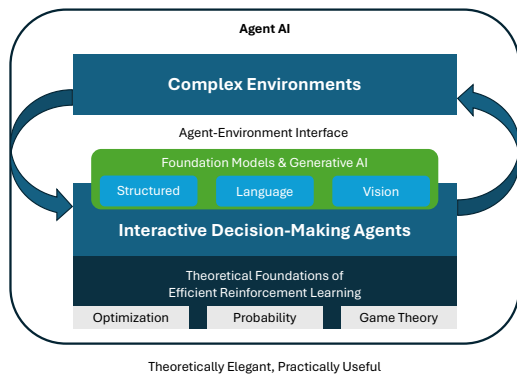 Agent AI
Complex Environments
Agent-Environment Interface
Foundation Models & Generative AI
Structured
Language
Vision
Interactive Decision-Making Agents
Theoretical Foundations of
Efficient Reinforcement Learning
Optimization
Probability
Game Theory
Theoretically Elegant, Practically Useful